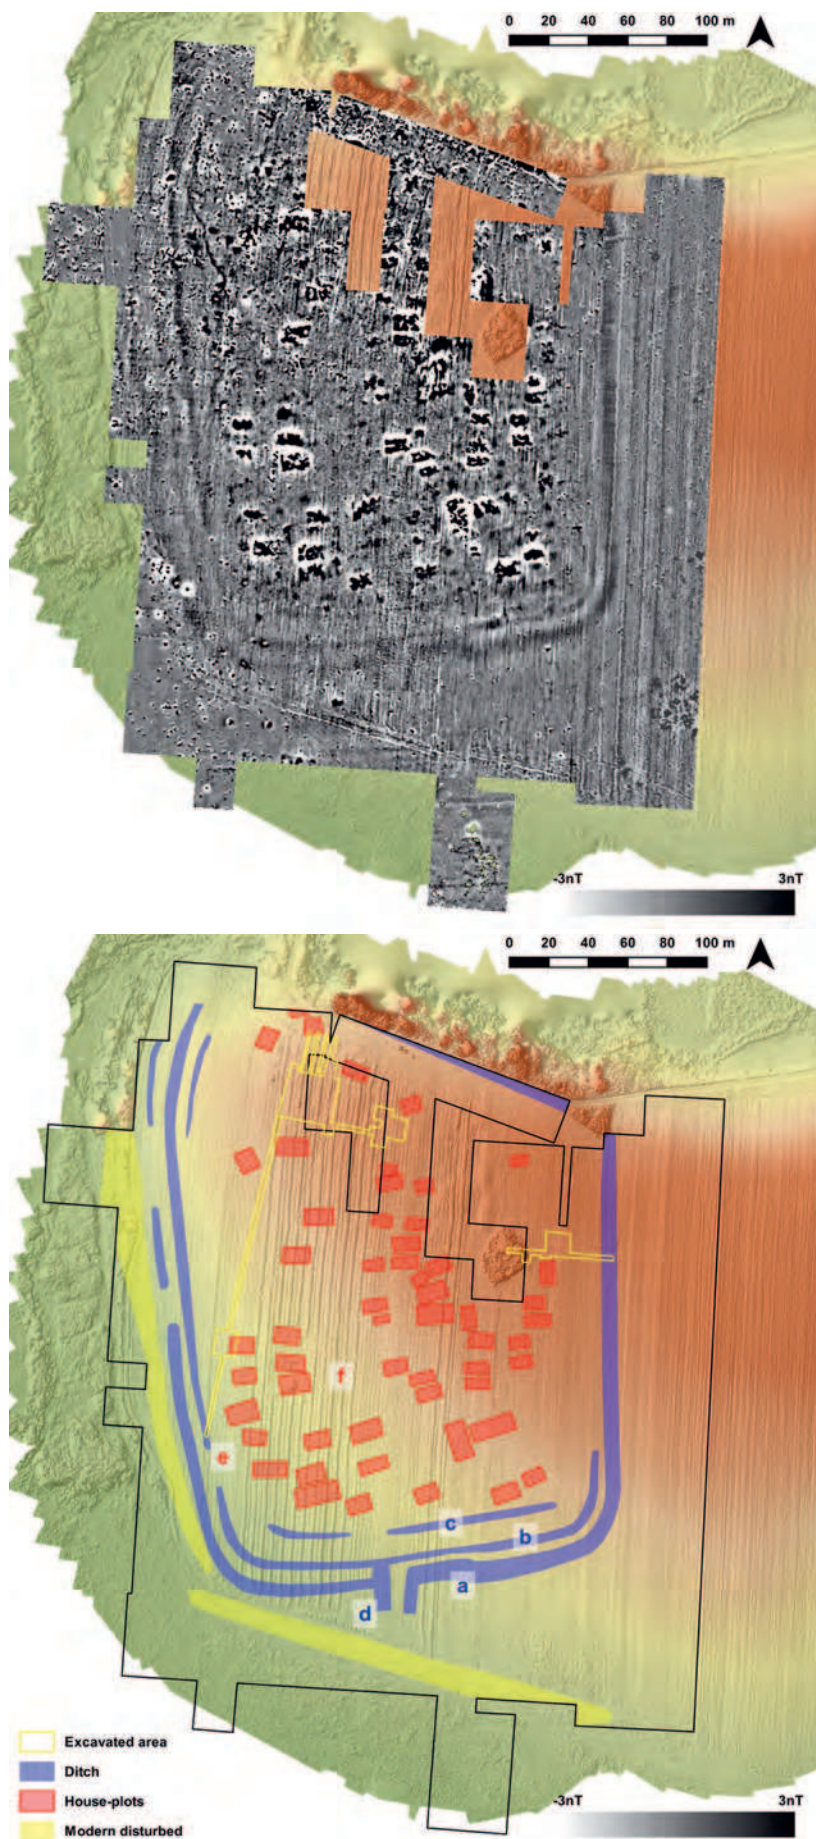 0 20 40 60 80 100 m
-3nT 3nT
0 20 40 60 80 100 m
f
e
c
b
a
d
Excavated area
Ditch
House-plots
Modern disturbed
-3nT 3nT